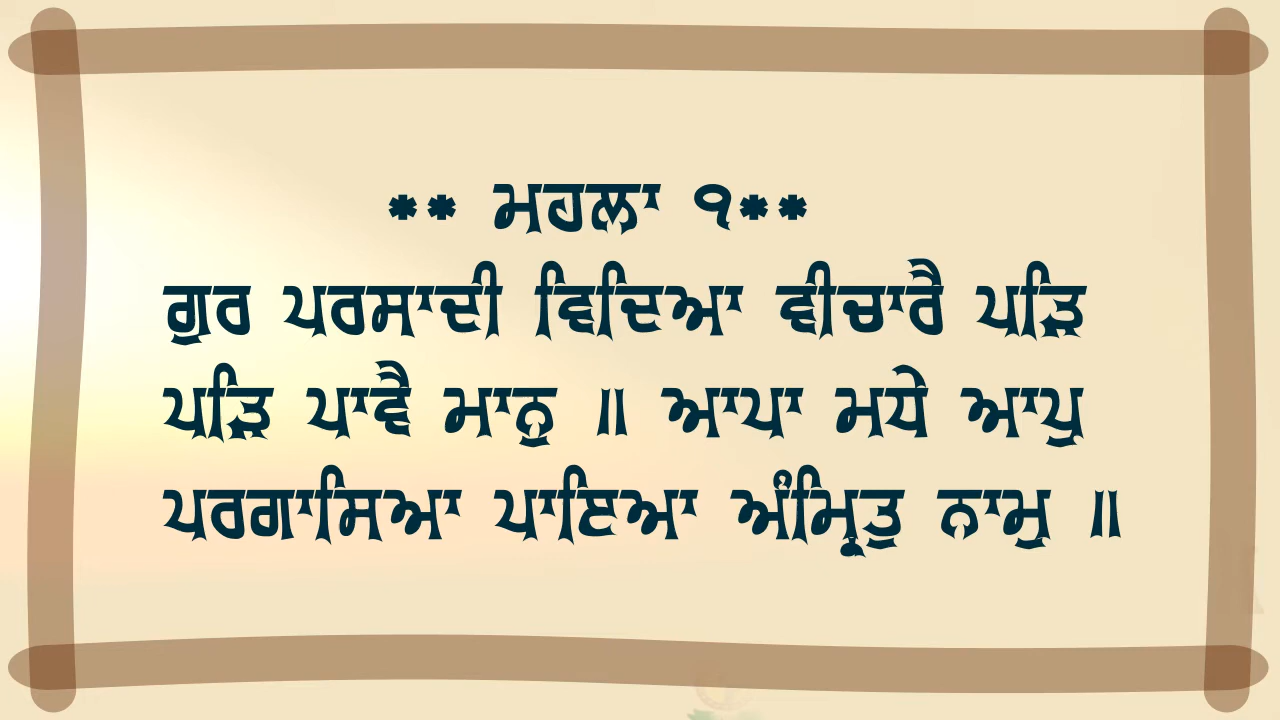 ** ਮਹਲਾ ੧**
ਗੁਰ ਪਰਸਾਦੀ ਵਿਦਿਆ ਵੀਚਾਰੈ ਪੜਿ
ਪੜਿ ਪਾਵੈ ਮਾਨੁ ॥ ਆਪਾ ਮਧੇ ਆਪੁ
ਪਰਗਾਸਿਆ ਪਾਇਆ ਅੰਮ੍ਰਿਤੁ ਨਾਮੁ ॥